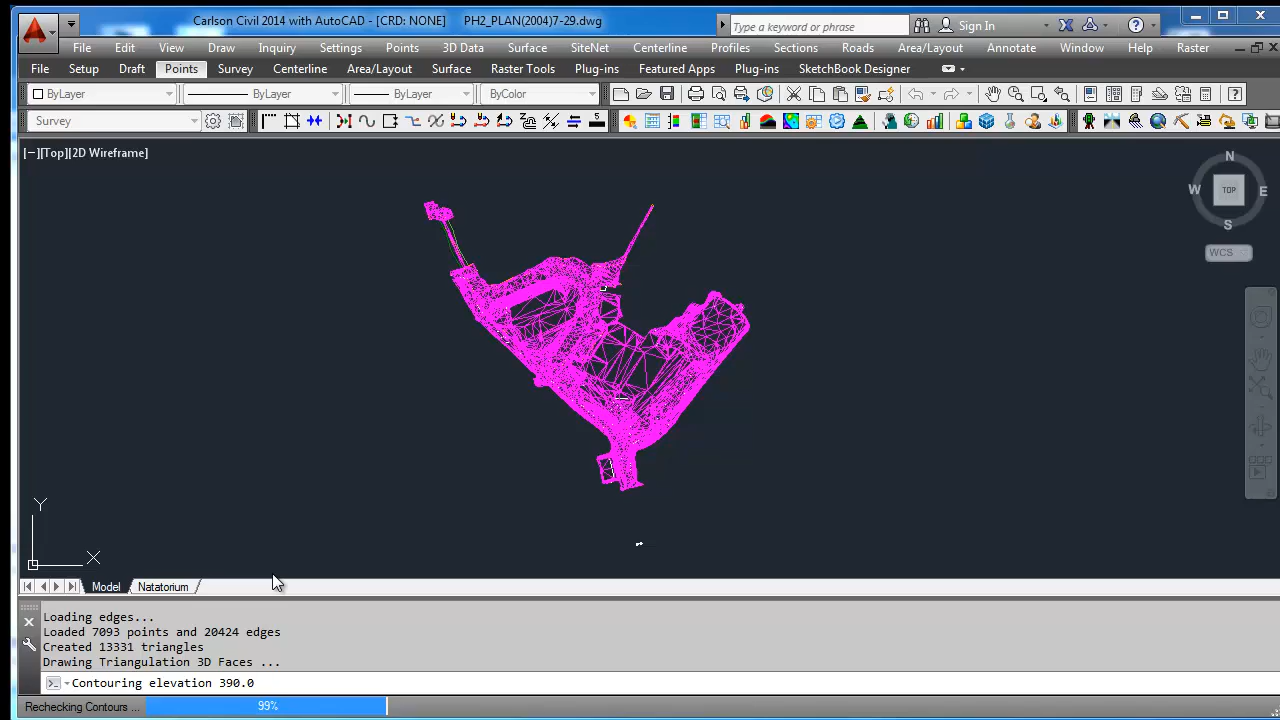 Carlson Civil 2014 with AutoCAD - [CRD: NONE] PH2_PLAN(2004)7-29.dwg
Type a keyword or phrase
Sign In
File Edit View Draw Inquiry Settings Points 3D Data Surface SiteNet Centerline Profiles Sections Roads Area/Layout Annotate Window Help Raster
File Setup Draft Points Survey Centerline Area/Layout Surface Raster Tools Plug-ins Featured Apps Plug-ins SketchBook Designer
ByLayer ByLayer ByLayer ByColor
Survey
[−][Top][2D Wireframe]
N
W TOP E
S
WCS
Y
X
Model Natatorium
Loading edges...
Loaded 7093 points and 20424 edges
Created 13331 triangles
Drawing Triangulation 3D Faces ...
Contouring elevation 390.0
Rechecking Contours ... 99%